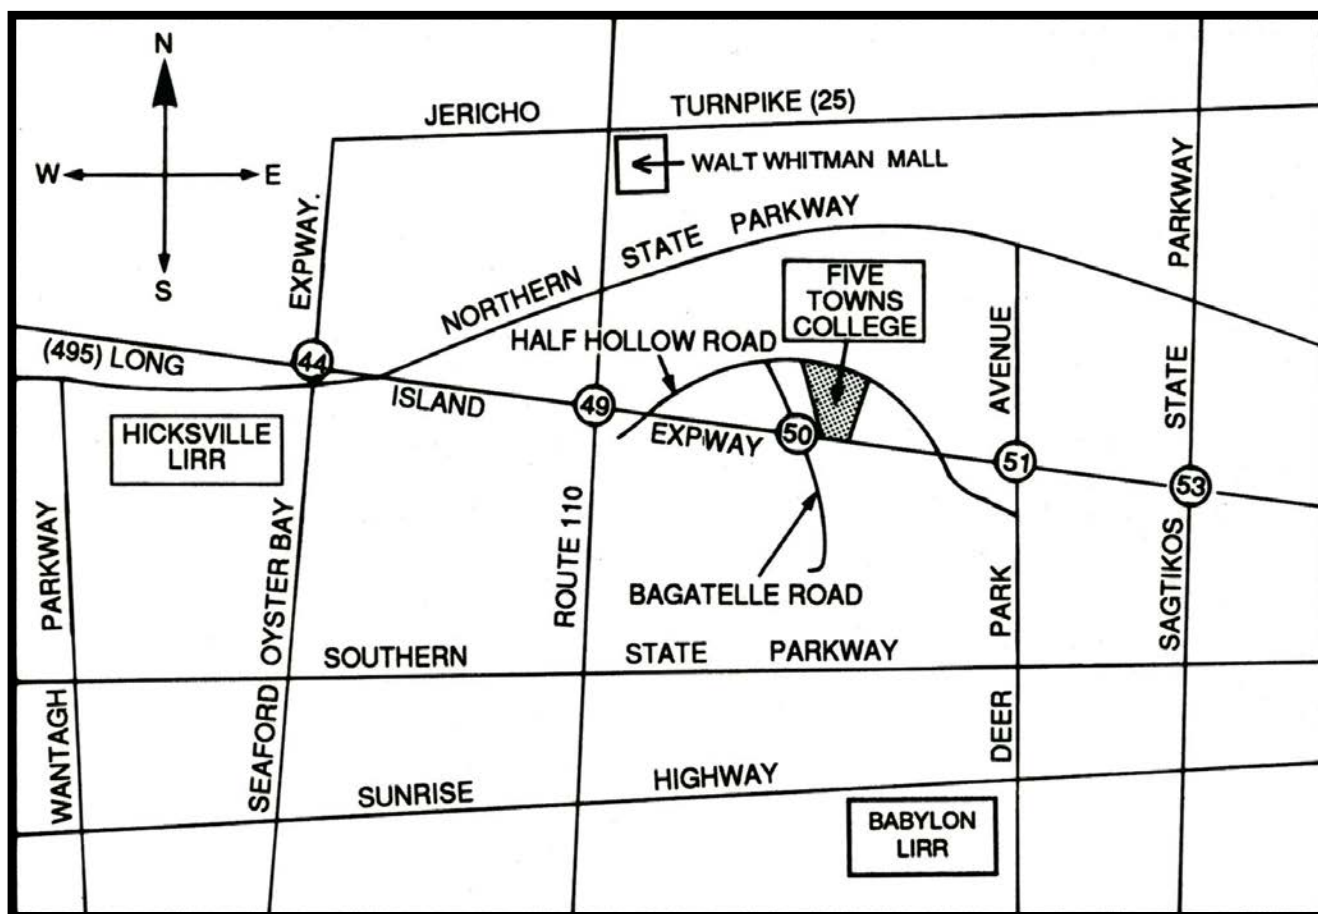 N
W
E
S
JERICHO TURNPIKE (25)
WALT WHITMAN MALL
EXPWAY.
NORTHERN STATE PARKWAY
PARKWAY
FIVE
TOWNS
COLLEGE
HALF HOLLOW ROAD
AVENUE
STATE
(495) LONG ISLAND EXPWAY
44
49
50
51
53
HICKSVILLE
LIRR
PARKWAY
SEAFORD OYSTER BAY
ROUTE 110
BAGATELLE ROAD
PARK
SAGTIKOS
SOUTHERN STATE PARKWAY
WANTAGH
DEER
SUNRISE HIGHWAY
BABYLON
LIRR